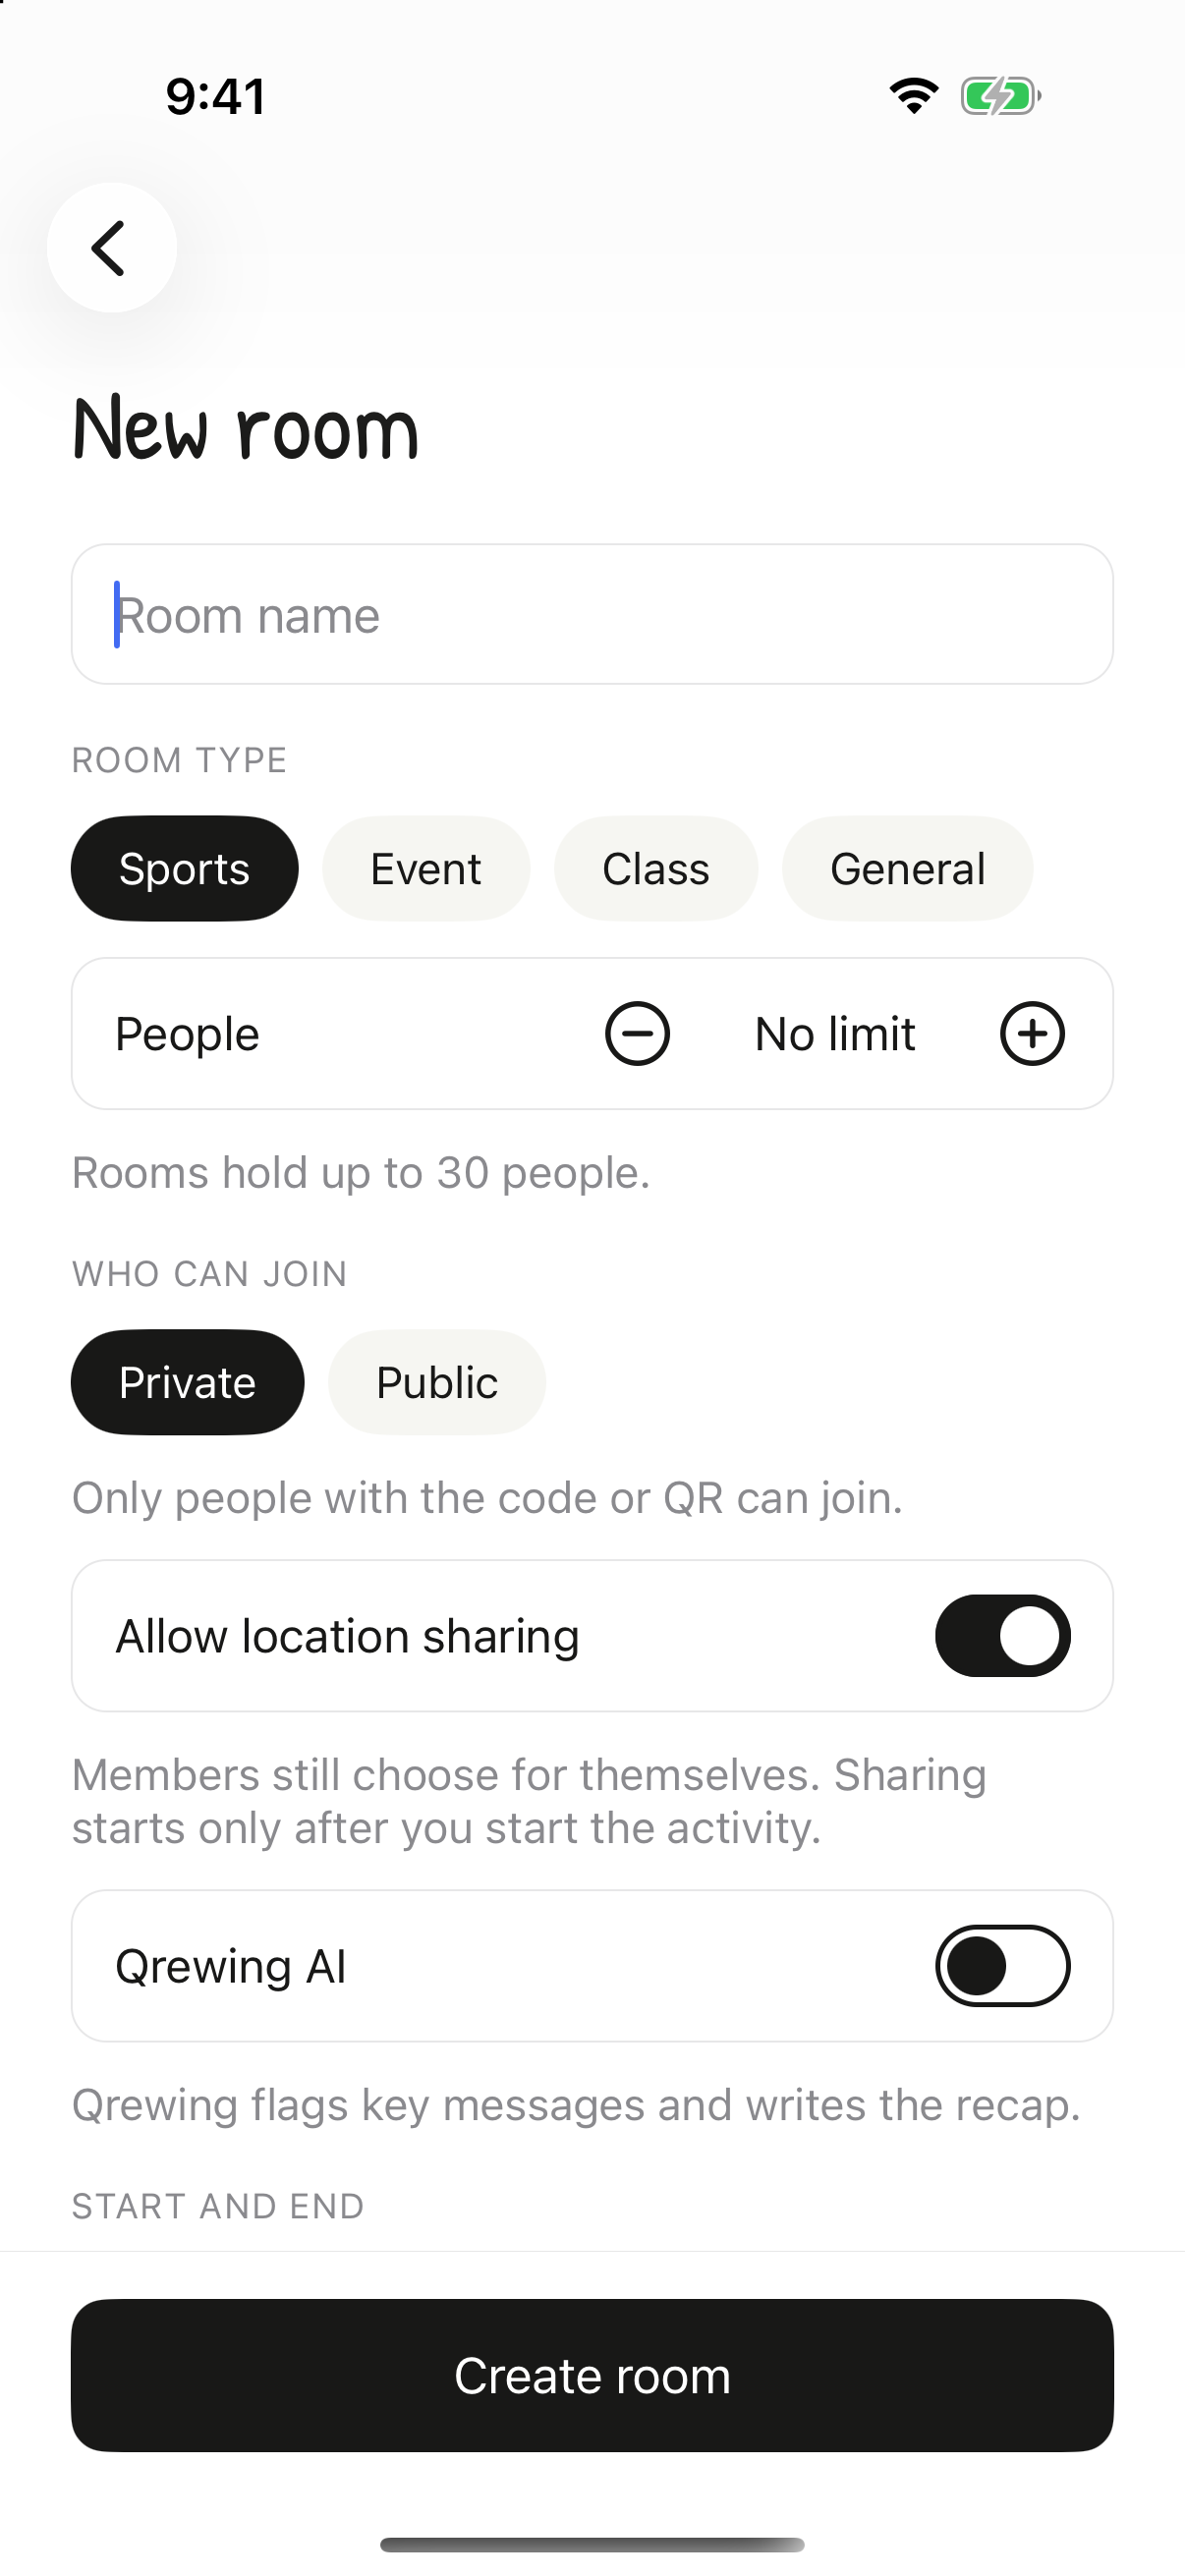 9:41
New room
Room name
ROOM TYPE
Sports Event Class General
People No limit
Rooms hold up to 30 people.
WHO CAN JOIN
Private Public
Only people with the code or QR can join.
Allow location sharing
Members still choose for themselves. Sharing
starts only after you start the activity.
Qrewing AI
Qrewing flags key messages and writes the recap.
START AND END
Create room